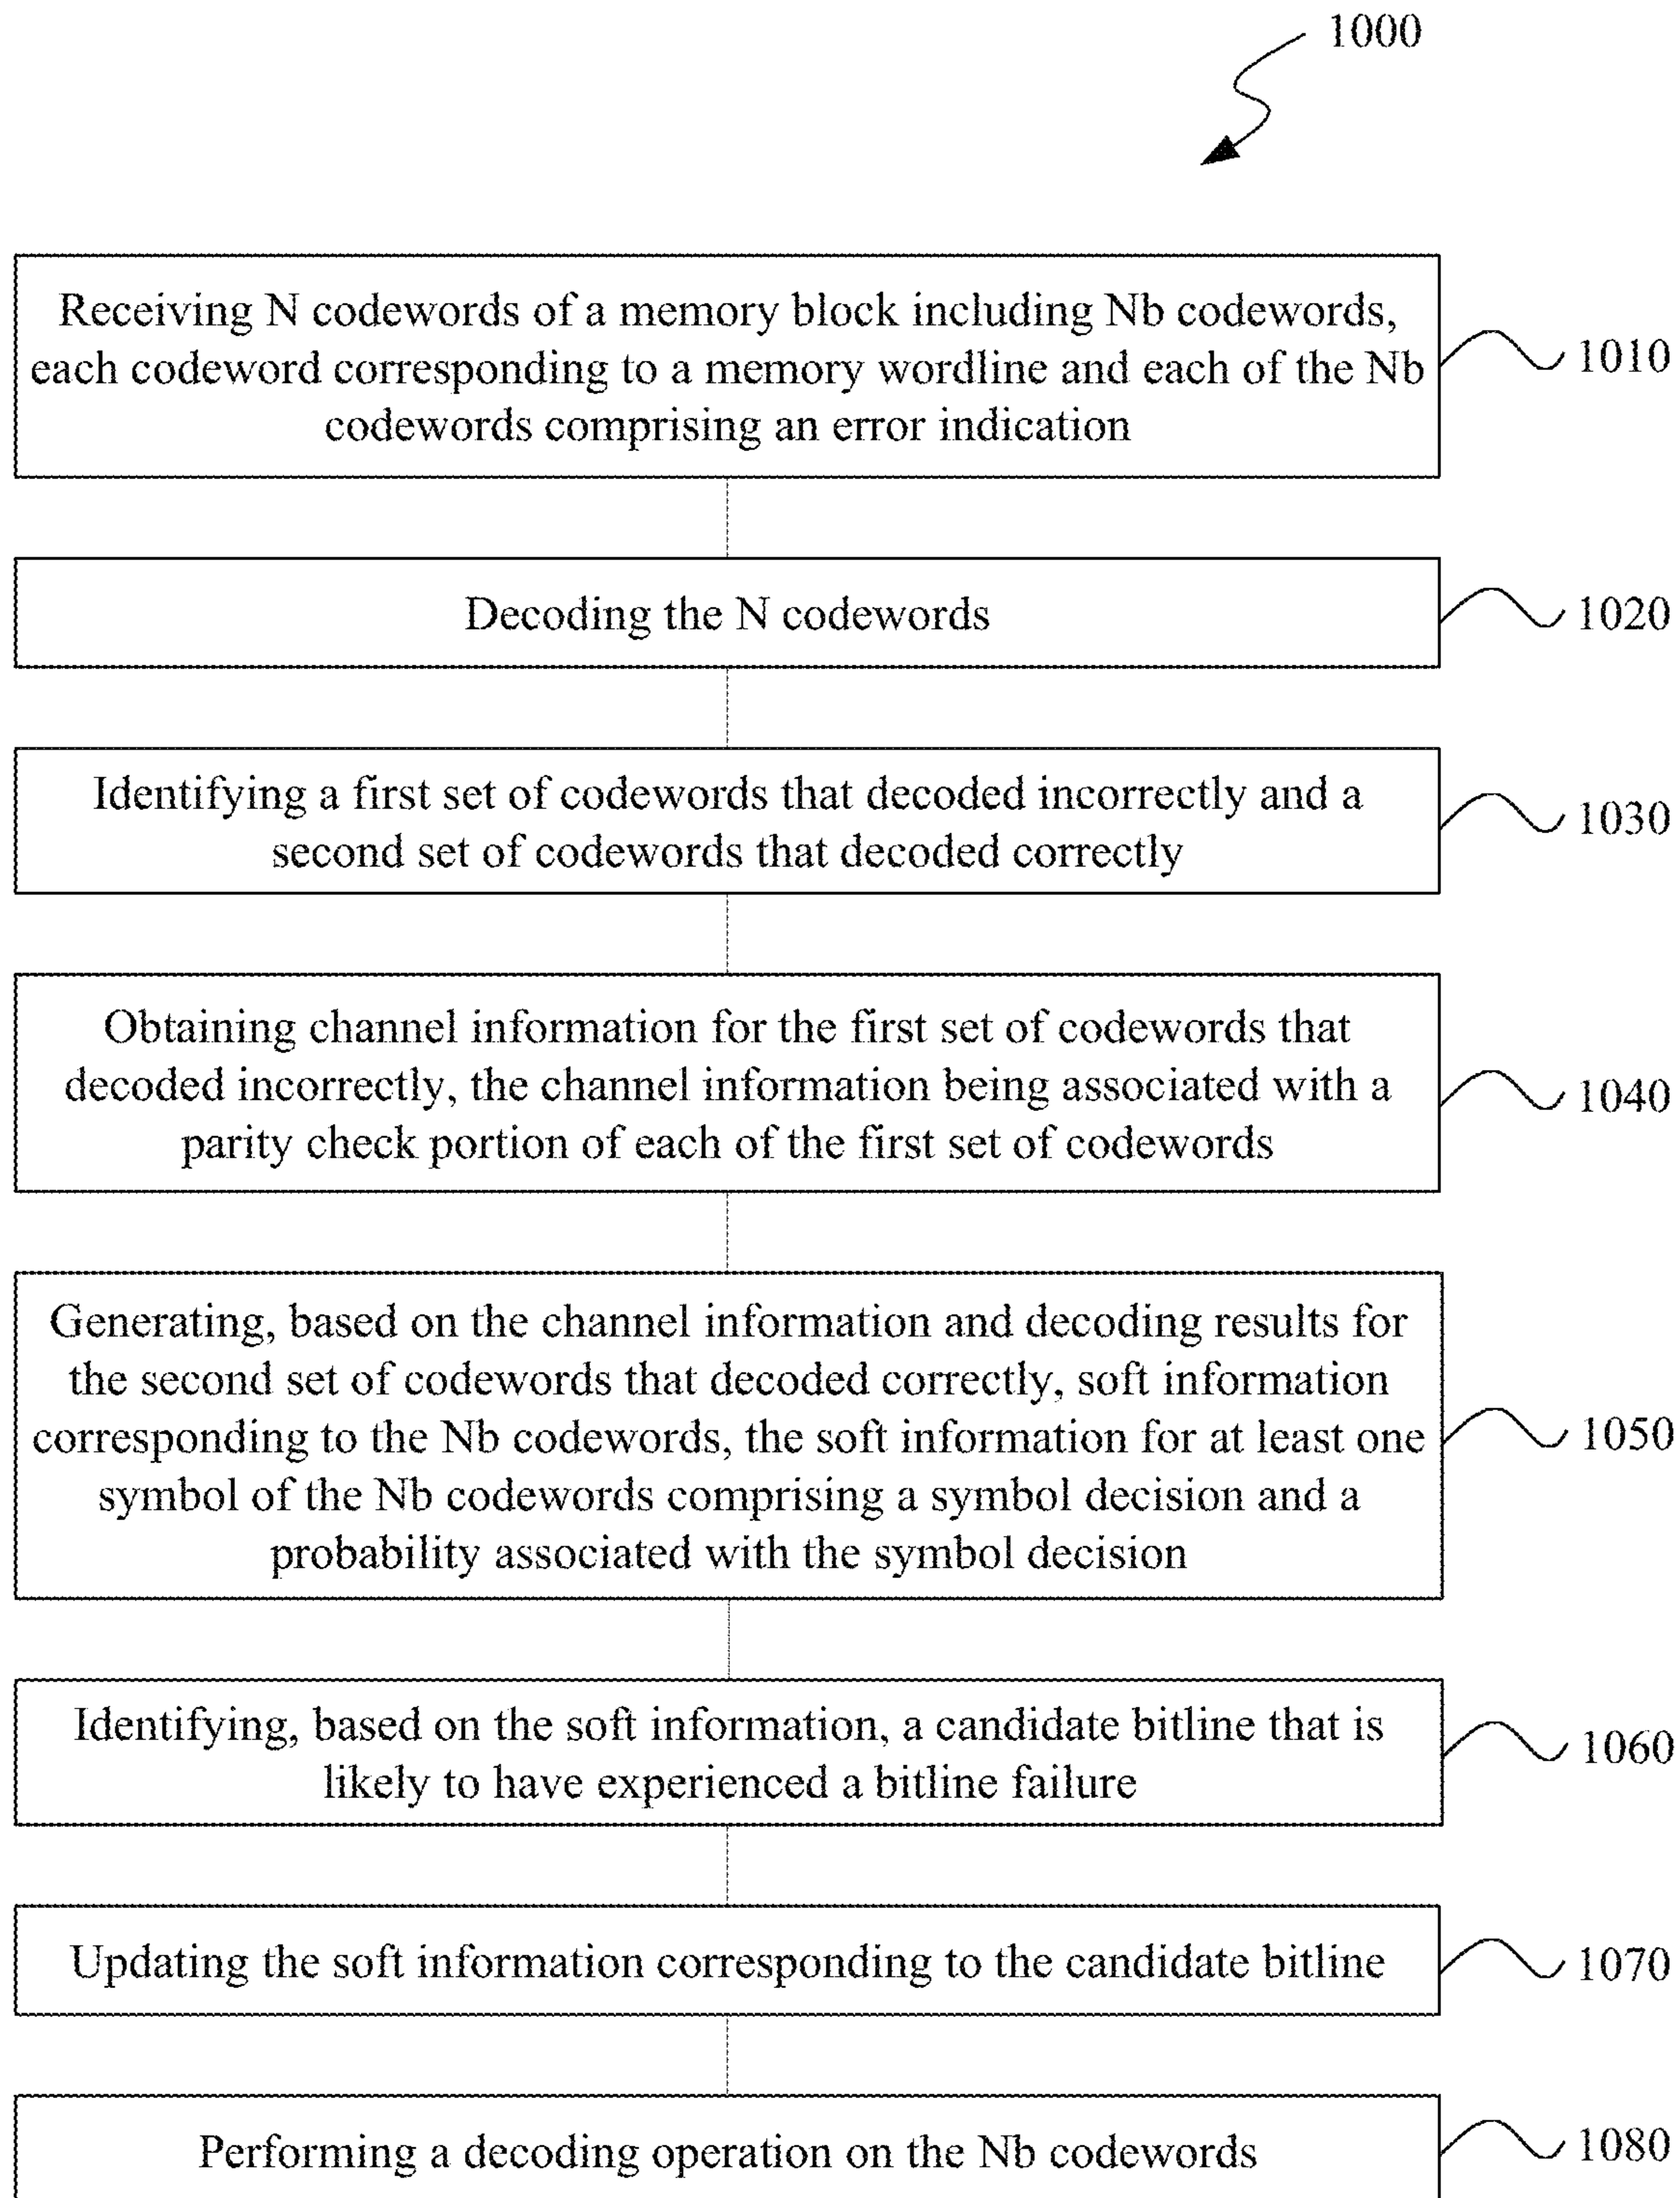 1000
Receiving N codewords of a memory block including Nb codewords,
each codeword corresponding to a memory wordline and each of the Nb
codewords comprising an error indication
1010
Decoding the N codewords
1020
Identifying a first set of codewords that decoded incorrectly and a
second set of codewords that decoded correctly
1030
Obtaining channel information for the first set of codewords that
decoded incorrectly, the channel information being associated with a
parity check portion of each of the first set of codewords
1040
Generating, based on the channel information and decoding results for
the second set of codewords that decoded correctly, soft information
corresponding to the Nb codewords, the soft information for at least one
symbol of the Nb codewords comprising a symbol decision and a
probability associated with the symbol decision
1050
Identifying, based on the soft information, a candidate bitline that is
likely to have experienced a bitline failure
1060
Updating the soft information corresponding to the candidate bitline
1070
Performing a decoding operation on the Nb codewords
1080